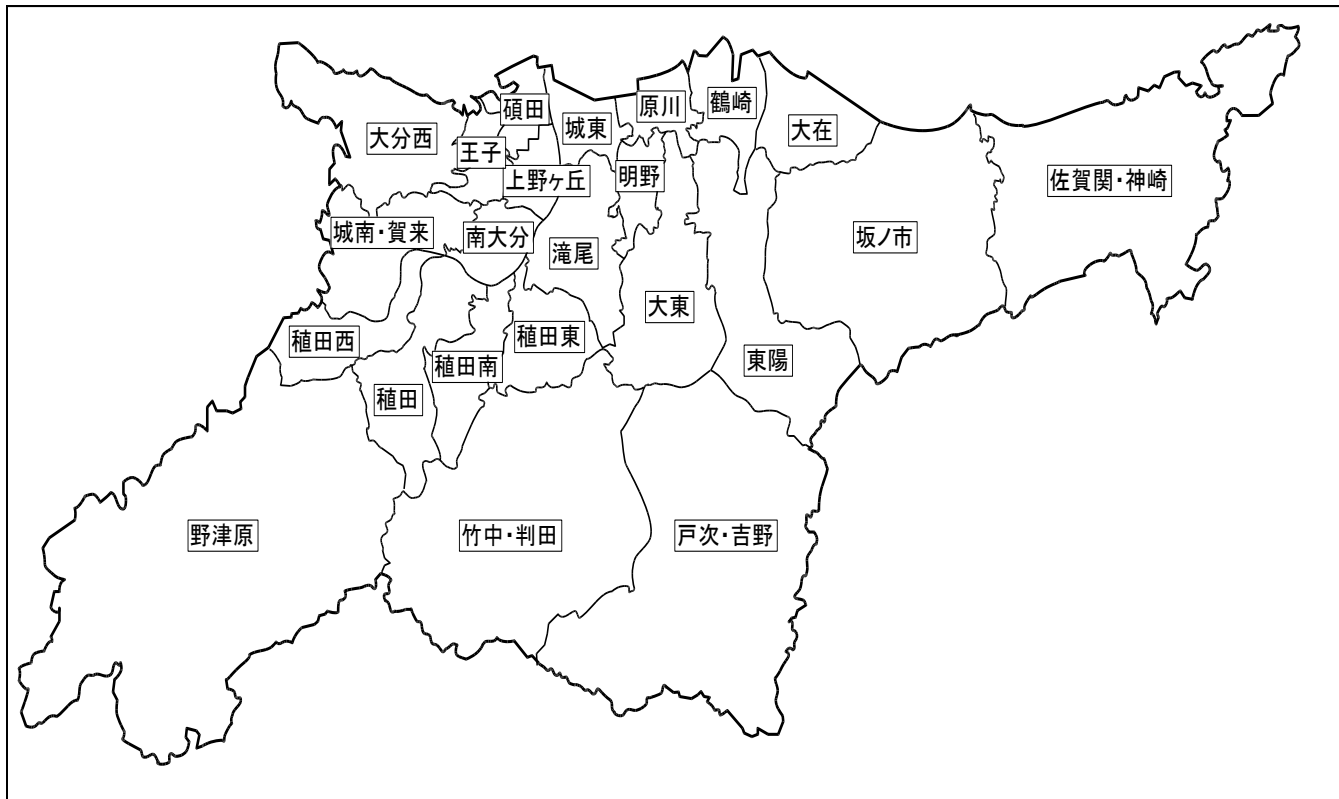 碩田
原川
鶴崎
城東
大在
大分西
王子
上野ヶ丘
明野
佐賀関・神崎
城南・賀来
南大分
坂ノ市
滝尾
大東
稙田西
稙田東
稙田南
東陽
稙田
野津原
竹中・判田
戸次・吉野